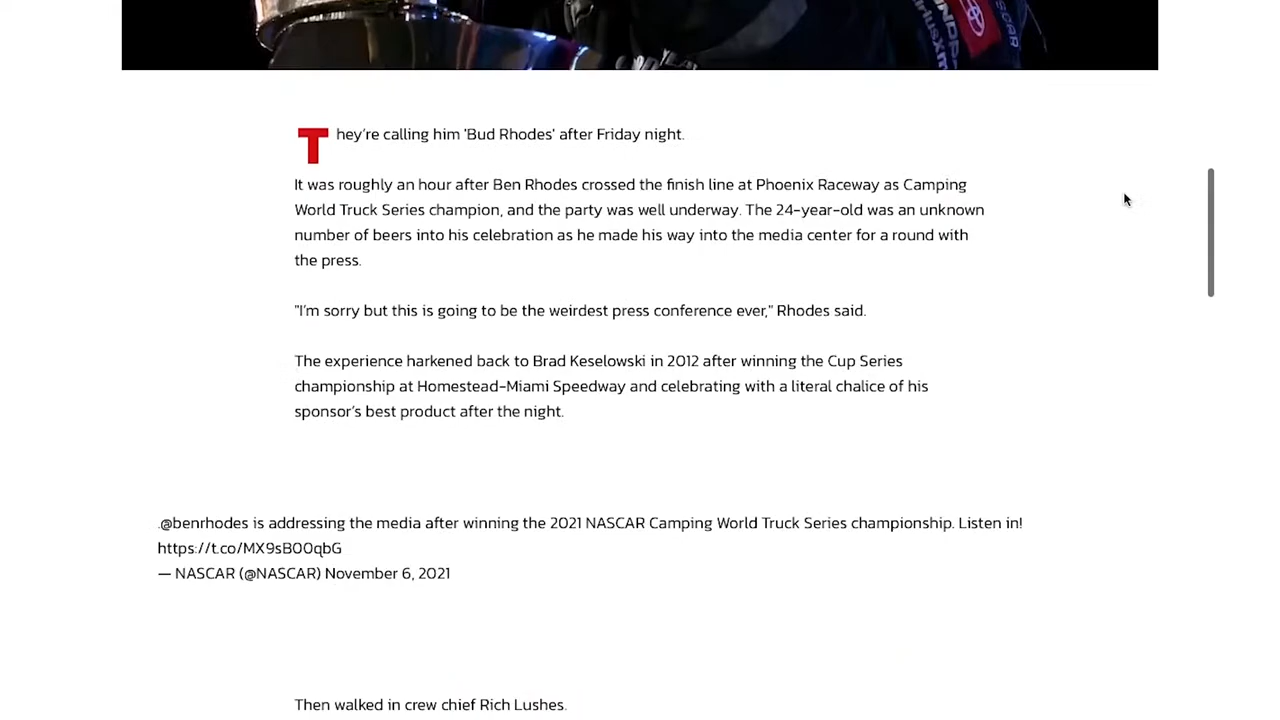 They're calling him 'Bud Rhodes' after Friday night.
It was roughly an hour after Ben Rhodes crossed the finish line at Phoenix Raceway as Camping
World Truck Series champion, and the party was well underway. The 24-year-old was an unknown
number of beers into his celebration as he made his way into the media center for a round with
the press.
"I'm sorry but this is going to be the weirdest press conference ever," Rhodes said.
The experience harkened back to Brad Keselowski in 2012 after winning the Cup Series
championship at Homestead-Miami Speedway and celebrating with a literal chalice of his
sponsor's best product after the night.
.@benrhodes is addressing the media after winning the 2021 NASCAR Camping World Truck Series championship. Listen in!
https://t.co/MX9sB0OqbG
— NASCAR (@NASCAR) November 6, 2021
Then walked in crew chief Rich Lushes.